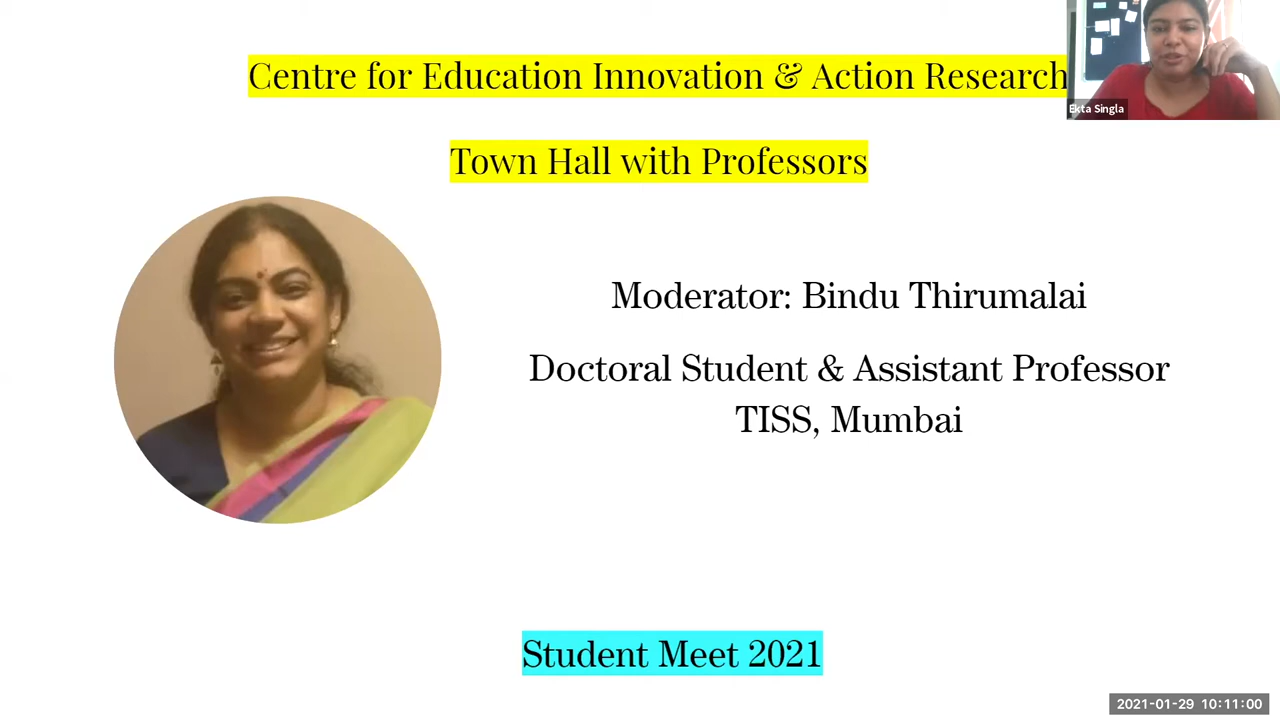 Centre for Education Innovation & Action Research
Ekta Singla
Town Hall with Professors
Moderator: Bindu Thirumalai
Doctoral Student & Assistant Professor
TISS, Mumbai
Student Meet 2021
2021-01-29 10:11:00